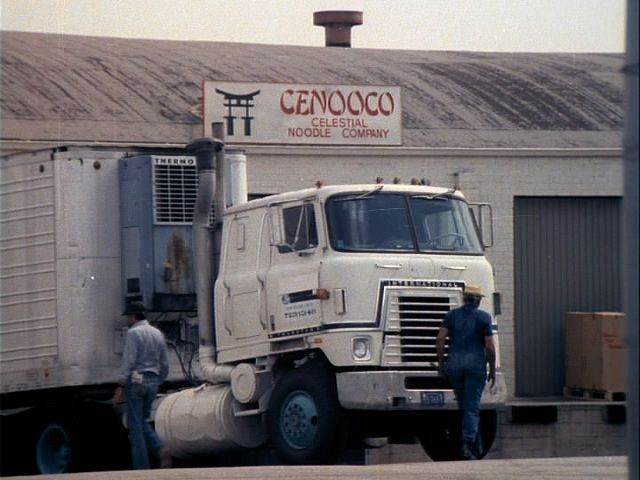 CENOOCO
CELESTIAL
NOODLE COMPANY
THERMO
INTERNATIONAL